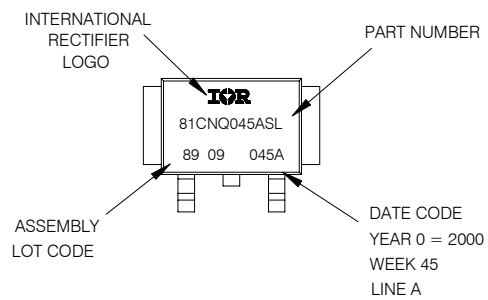 INTERNATIONAL
RECTIFIER
LOGO
PART NUMBER
IOR
81CNQ045ASL
89 09 045A
ASSEMBLY
LOT CODE
DATE CODE
YEAR 0 = 2000
WEEK 45
LINE A